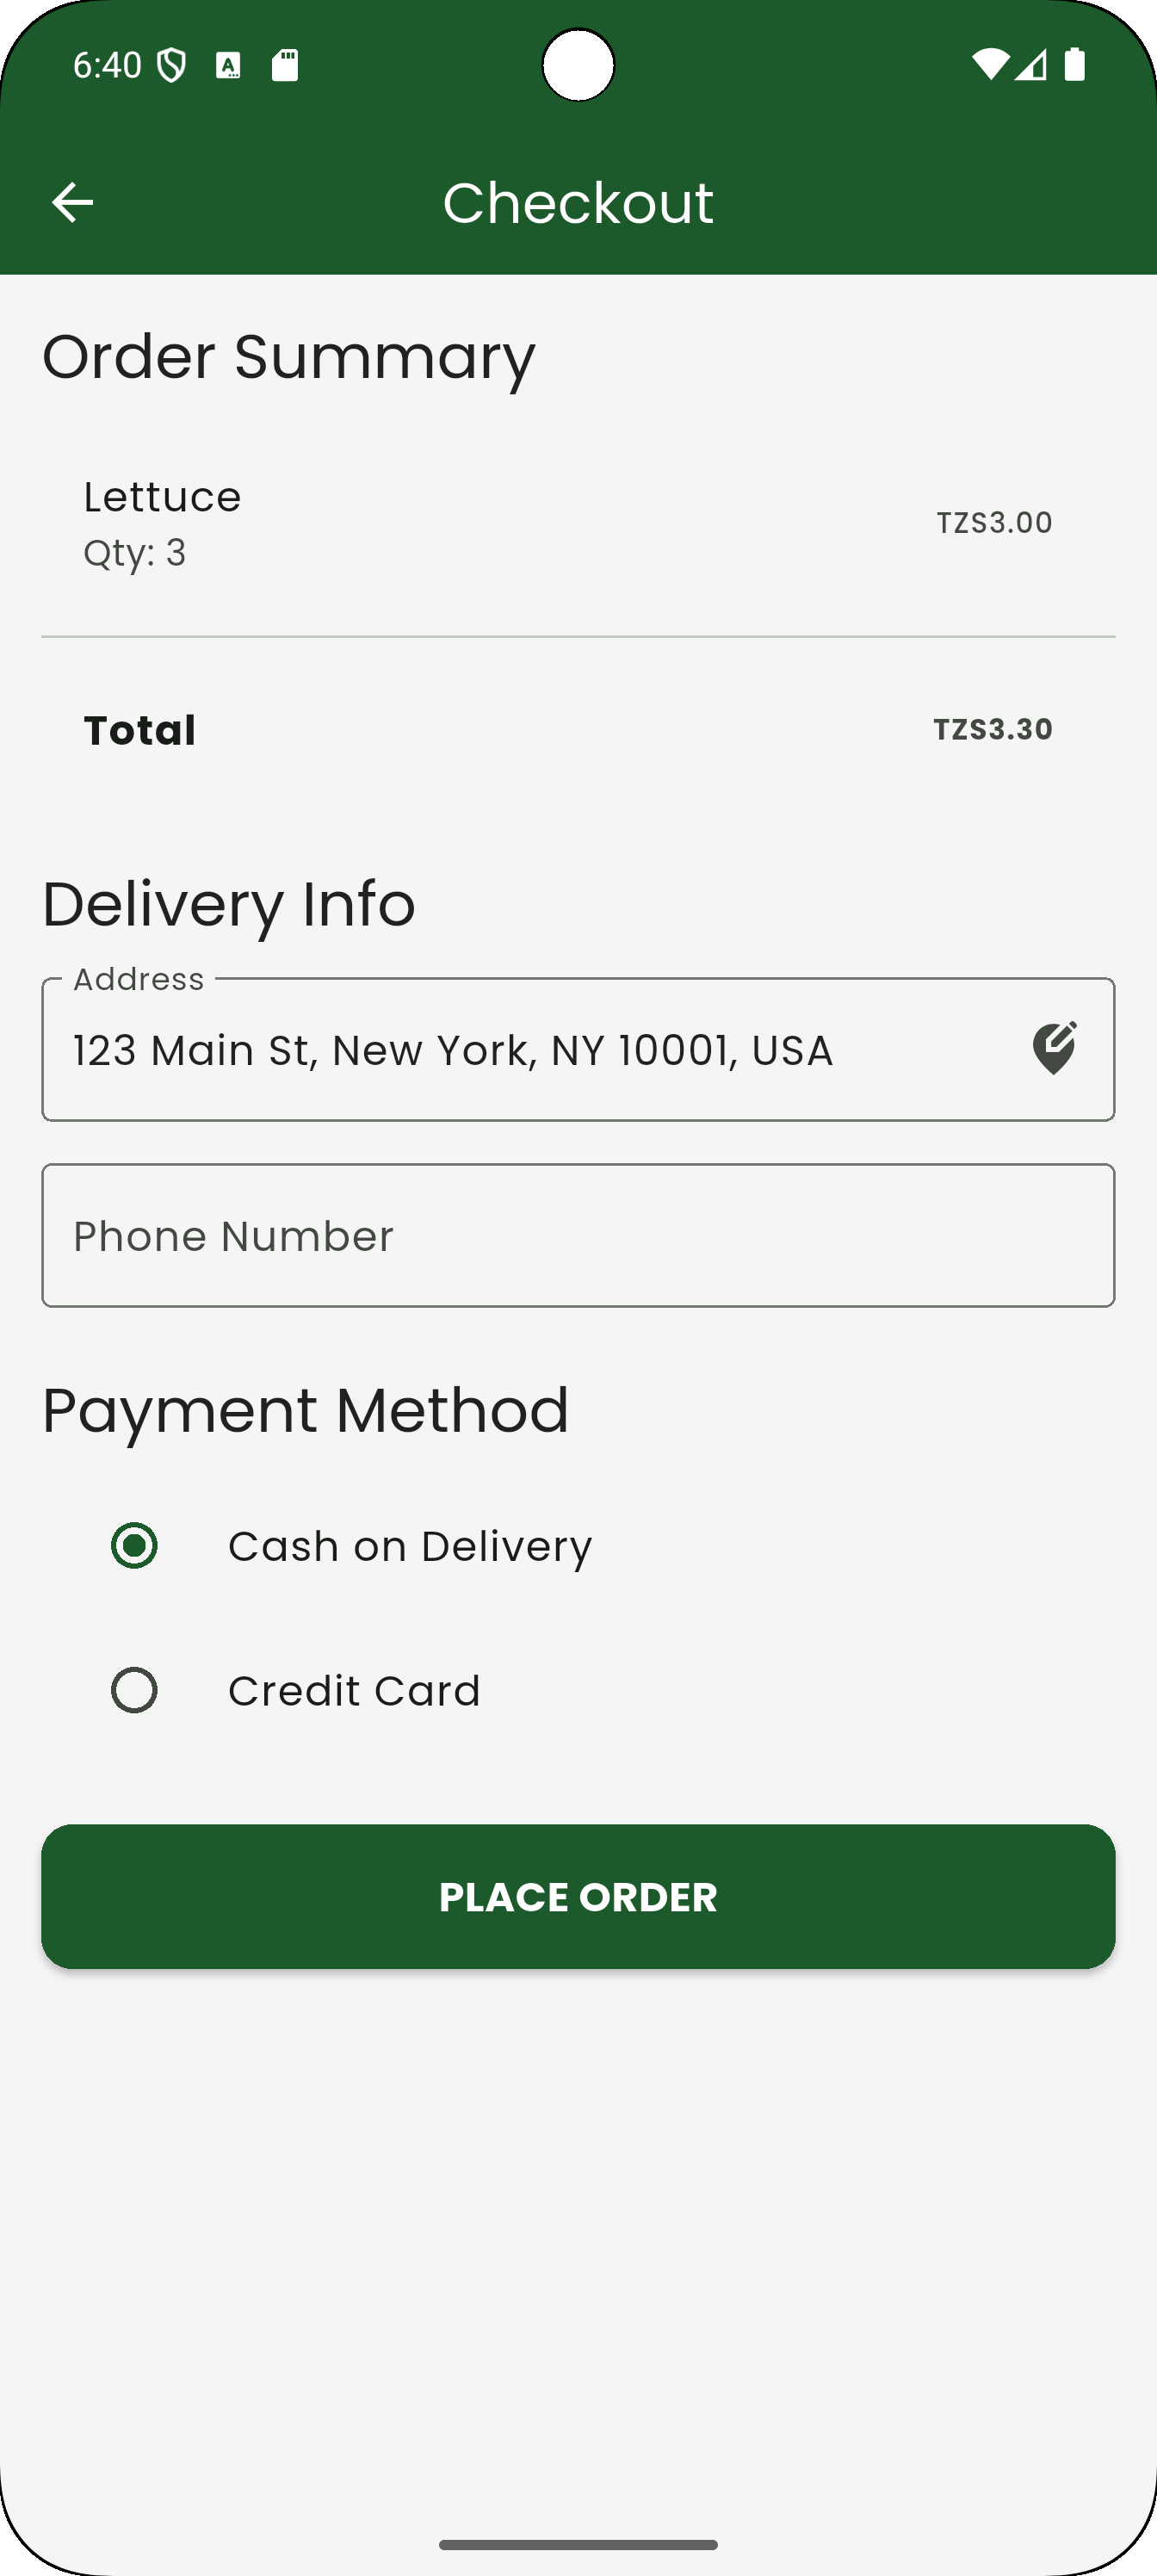 6:40
Checkout
Order Summary
Lettuce
Qty: 3
TZS3.00
Total
TZS3.30
Delivery Info
Address
123 Main St, New York, NY 10001, USA
Phone Number
Payment Method
Cash on Delivery
Credit Card
PLACE ORDER